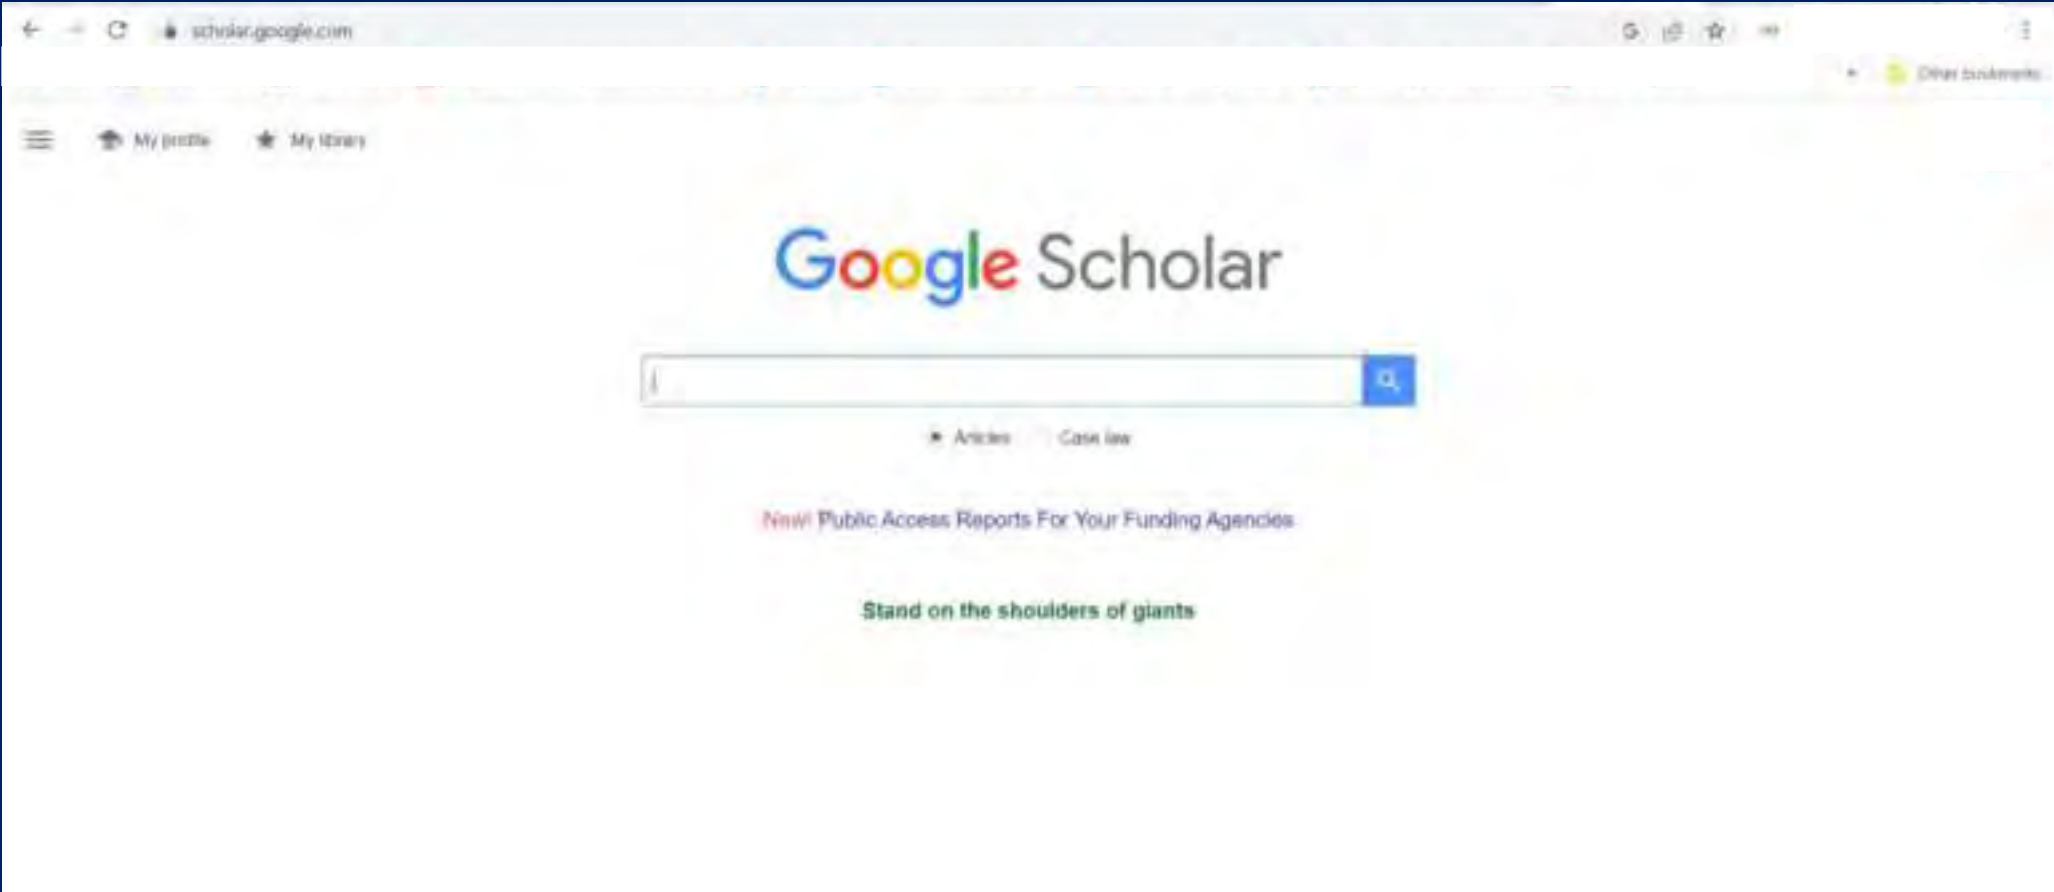 scholar.google.com
Other bookmarks
My profile
My library
Google Scholar
Articles
Case law
New! Public Access Reports For Your Funding Agencies
Stand on the shoulders of giants